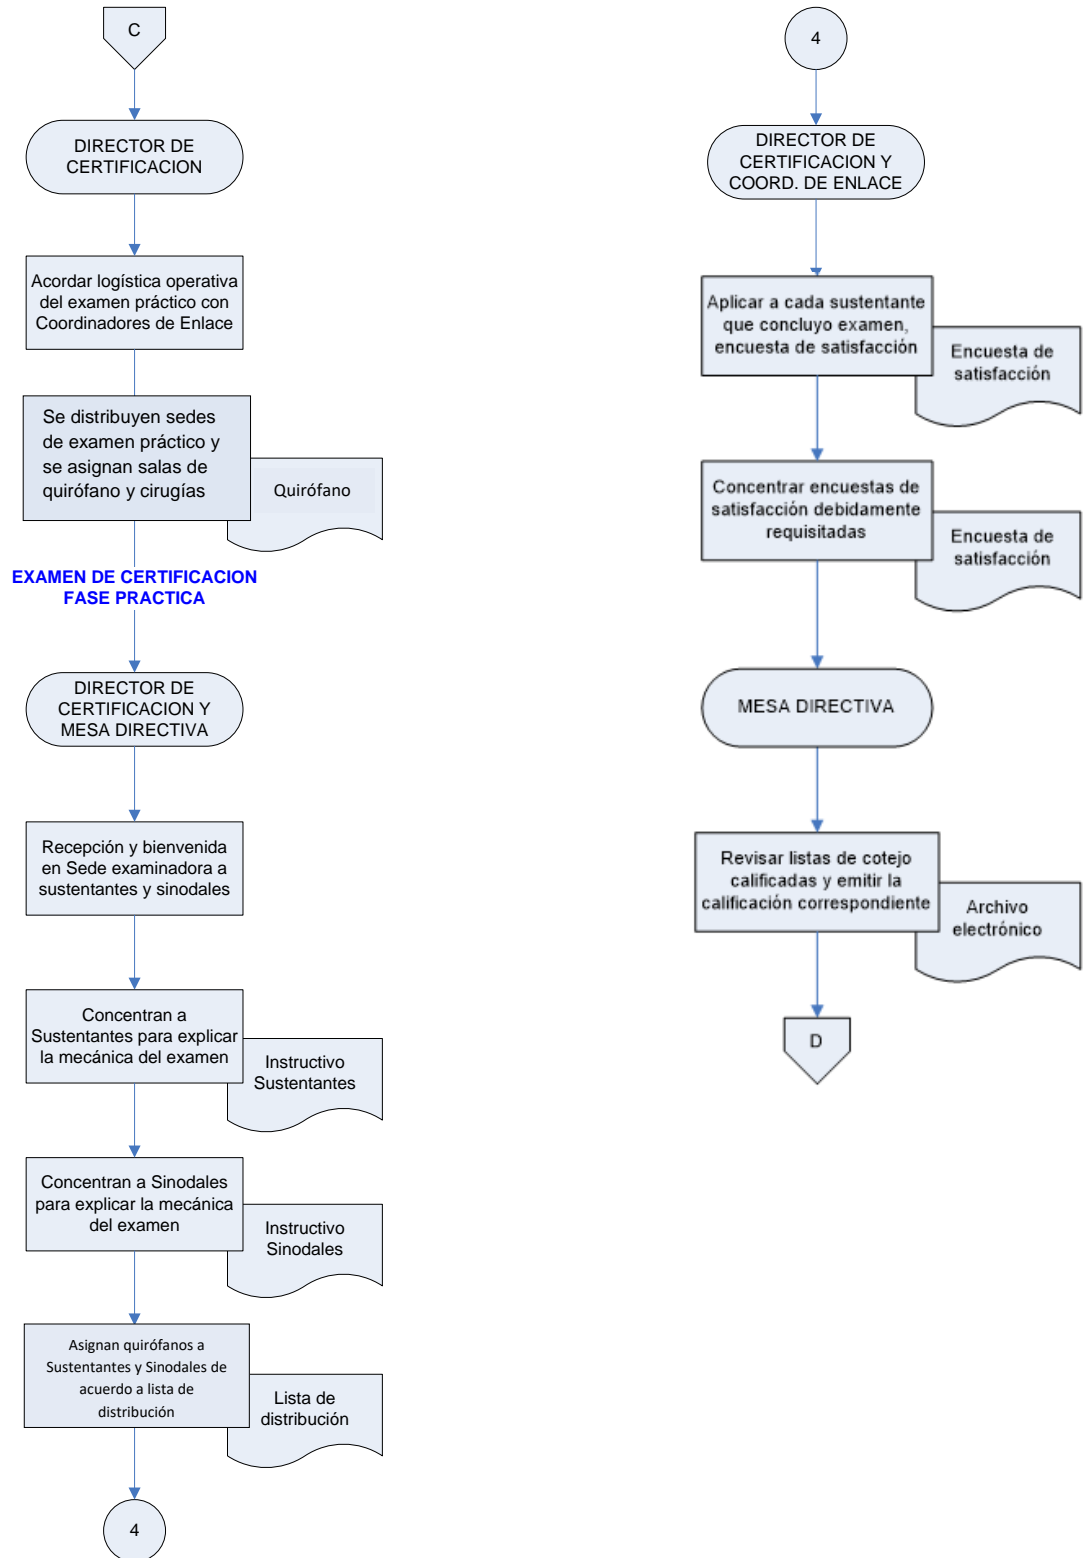 C
DIRECTOR DE
CERTIFICACION
Acordar logística operativa
del examen práctico con
Coordinadores de Enlace
Se distribuyen sedes
de examen práctico y
se asignan salas de
quirófano y cirugías
Quirófano
EXAMEN DE CERTIFICACION
FASE PRACTICA
DIRECTOR DE
CERTIFICACION Y
MESA DIRECTIVA
Recepción y bienvenida
en Sede examinadora a
sustentantes y sinodales
Concentran a
Sustentantes para explicar
la mecánica del examen
Instructivo
Sustentantes
Concentran a Sinodales
para explicar la mecánica
del examen
Instructivo
Sinodales
Asignan quirófanos a
Sustentantes y Sinodales de
acuerdo a lista de
distribución
Lista de
distribución
4
4
DIRECTOR DE
CERTIFICACION Y
COORD. DE ENLACE
Aplicar a cada sustentante
que concluyo examen,
encuesta de satisfacción
Encuesta de
satisfacción
Concentrar encuestas de
satisfacción debidamente
requisitadas
Encuesta de
satisfacción
MESA DIRECTIVA
Revisar listas de cotejo
calificadas y emitir la
calificación correspondiente
Archivo
electrónico
D